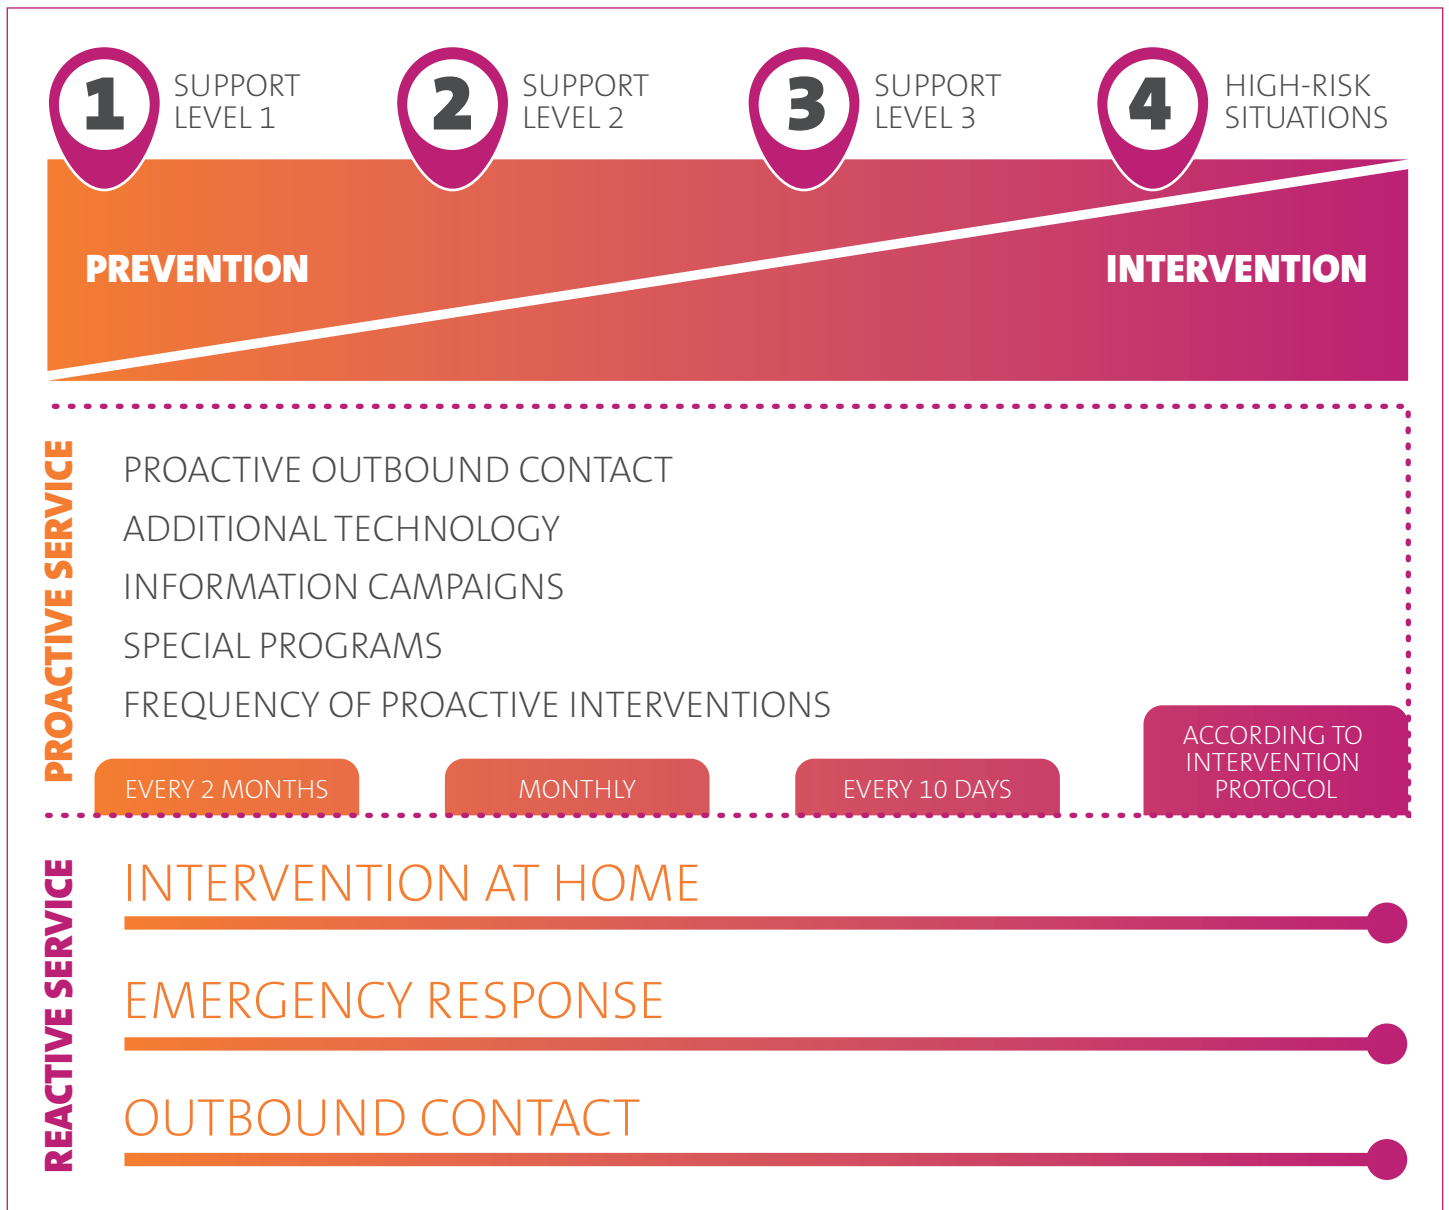 1
SUPPORT
LEVEL 1
2
SUPPORT
LEVEL 2
3
SUPPORT
LEVEL 3
4
HIGH-RISK
SITUATIONS
PREVENTION
INTERVENTION
PROACTIVE SERVICE
PROACTIVE OUTBOUND CONTACT
ADDITIONAL TECHNOLOGY
INFORMATION CAMPAIGNS
SPECIAL PROGRAMS
FREQUENCY OF PROACTIVE INTERVENTIONS
EVERY 2 MONTHS
MONTHLY
EVERY 10 DAYS
ACCORDING TO
INTERVENTION
PROTOCOL
REACTIVE SERVICE
INTERVENTION AT HOME
EMERGENCY RESPONSE
OUTBOUND CONTACT